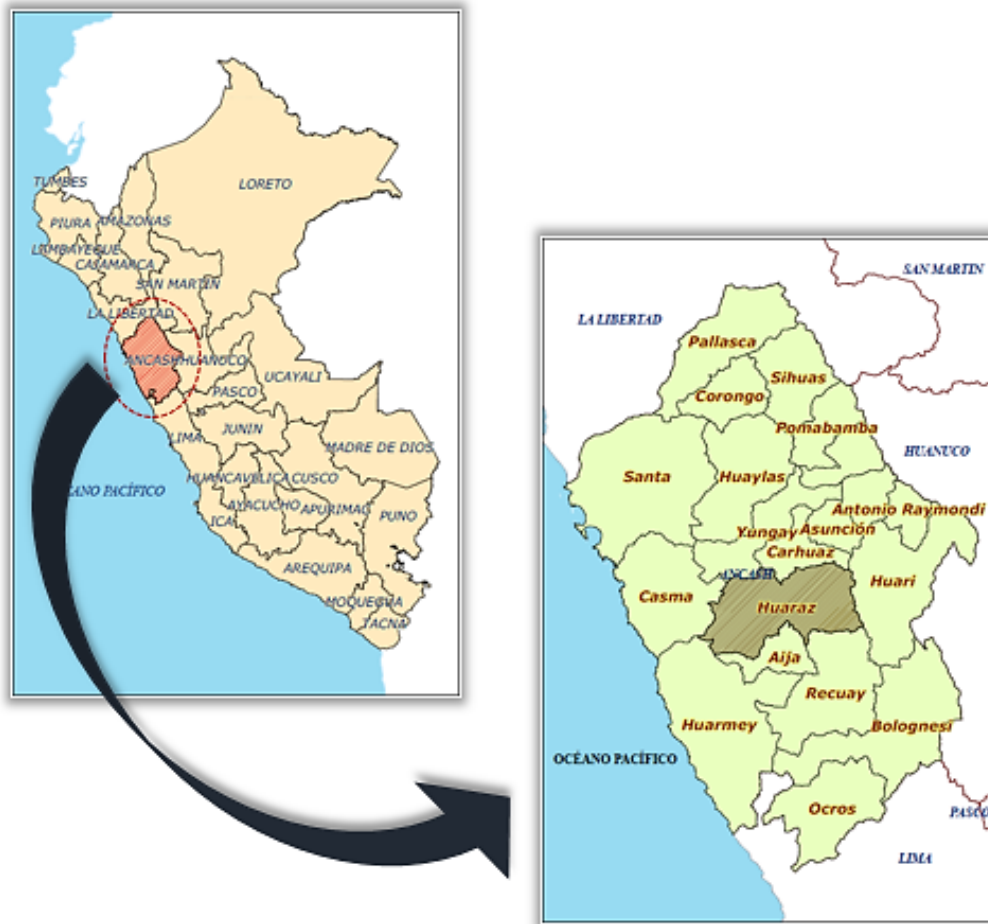 TUMBES
LORETO
PIURA
AMAZONAS
LAMBAYEQUE
CAJAMARCA
SAN MARTIN
LA LIBERTAD
ANCASH
HUANUCO
UCAYALI
PASCO
LIMA
JUNIN
MADRE DE DIOS
HUANCAVELICA
CUSCO
ANO PACÍFICO
AYACUCHO
APURIMAC
ICA
PUNO
AREQUIPA
MOQUEGUA
TACNA
SAN MARTIN
LA LIBERTAD
Pallasca
Sihuas
Corongo
Pomabamba
HUANUCO
Santa
Huaylas
Antonio Raymondi
Yungay
Asunción
Carhuaz
ANCASH
Huari
Casma
Huaraz
Aija
Recuay
Huarmey
Bolognesi
OCÉANO PACÍFICO
Ocros
PASCO
LIMA